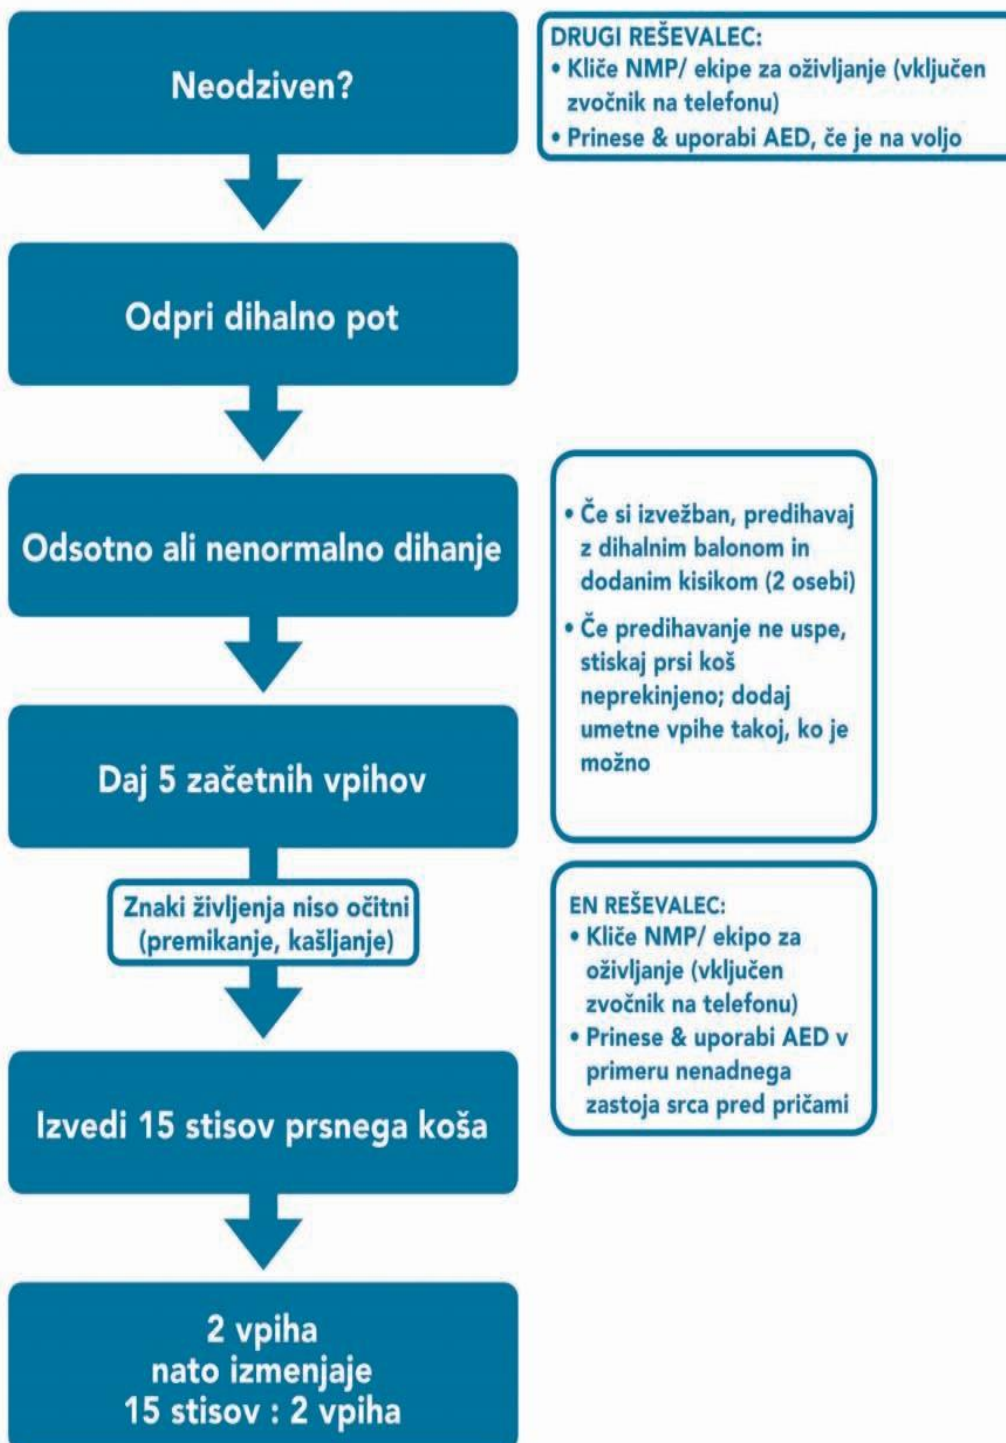 Neodziven?
DRUGI REŠEVALEC:
• Kliče NMP/ ekipe za oživljanje (vključen
zvočnik na telefonu)
• Prinese & uporabi AED, če je na voljo
Odpri dihalno pot
Odsotno ali nenormalno dihanje
• Če si izvežban, predihavaj
z dihalnim balonom in
dodanim kisikom (2 osebi)
• Če predihavanje ne uspe,
stiskaj prsi koš
neprekinjeno; dodaj
umetne vpihe takoj, ko je
možno
Daj 5 začetnih vpihov
Znaki življenja niso očitni
(premikanje, kašljanje)
EN REŠEVALEC:
• Kliče NMP/ ekipo za
oživljanje (vključen
zvočnik na telefonu)
• Prinese & uporabi AED v
primeru nenadnega
zastoja srca pred pričami
Izvedi 15 stisov prsnega koša
2 vpiha
nato izmenjaje
15 stisov : 2 vpiha